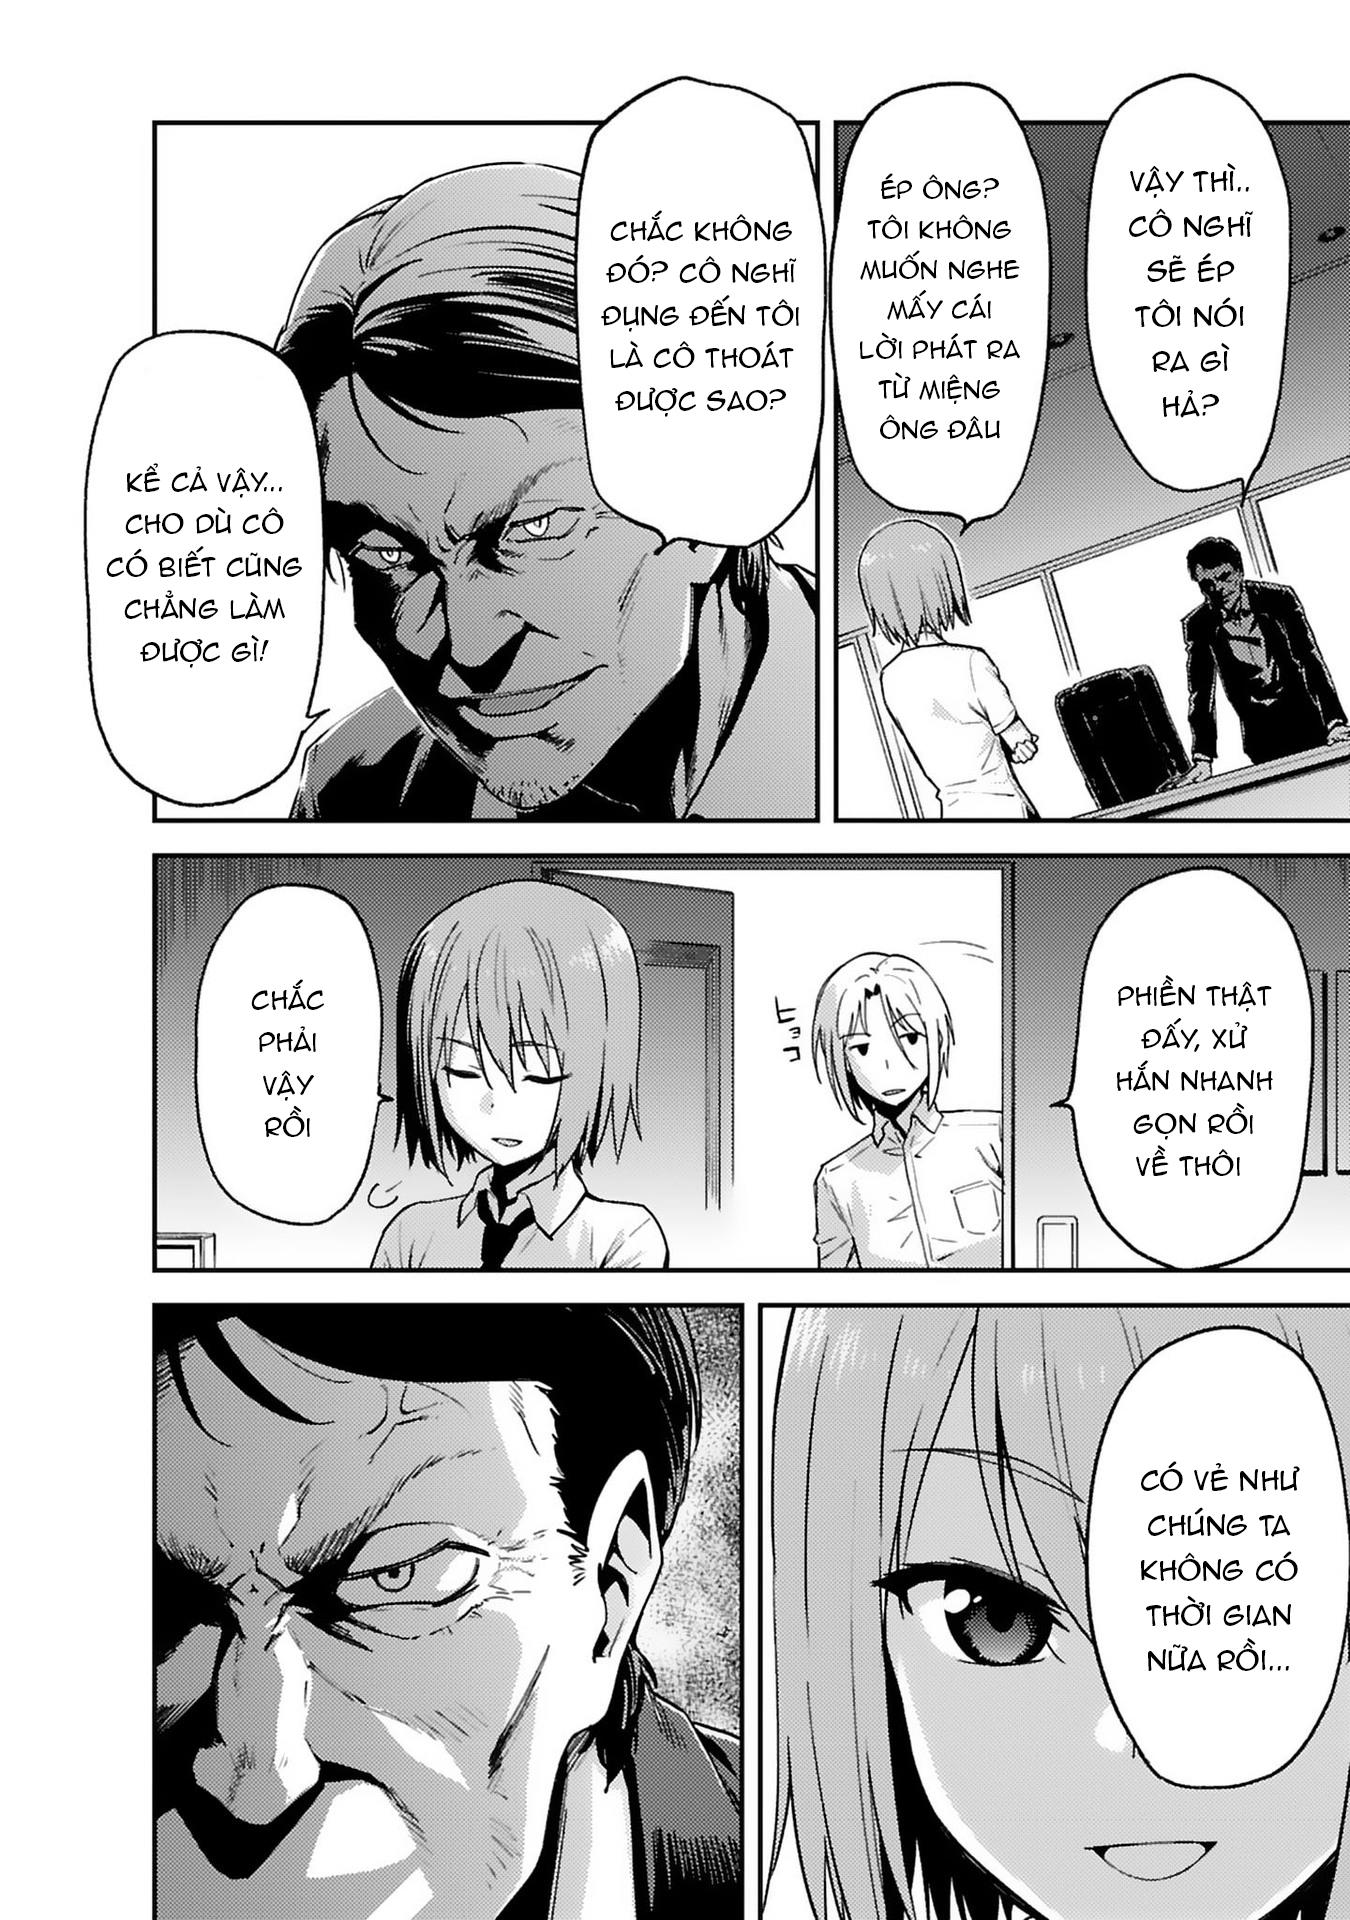 VẬY THÌ..
CÔ NGHĨ
SẼ ÉP
TÔI NÓI
RA GÌ
HẢ?
ÉP ÔNG?
TÔI KHÔNG
MUỐN NGHE
MẤY CÁI
LỜI PHÁT RA
TỪ MIỆNG
ÔNG ĐÂU
CHẮC KHÔNG
ĐÓ? CÔ NGHĨ
ĐỤNG ĐẾN TÔI
LÀ CÔ THOÁT
ĐƯỢC SAO?
KỂ CẢ VẬY...
CHO DÙ CÔ
CÓ BIẾT CŨNG
CHẲNG LÀM
ĐƯỢC GÌ!
PHIỀN THẬT
ĐẤY, XỬ
HẮN NHANH
GỌN RỒI
VỀ THÔI
ヒョコ
CHẮC
PHẢI
VẬY
RỒI
CÓ VẺ NHƯ
CHÚNG TA
KHÔNG CÓ
THỜI GIAN
NỮA RỒI...